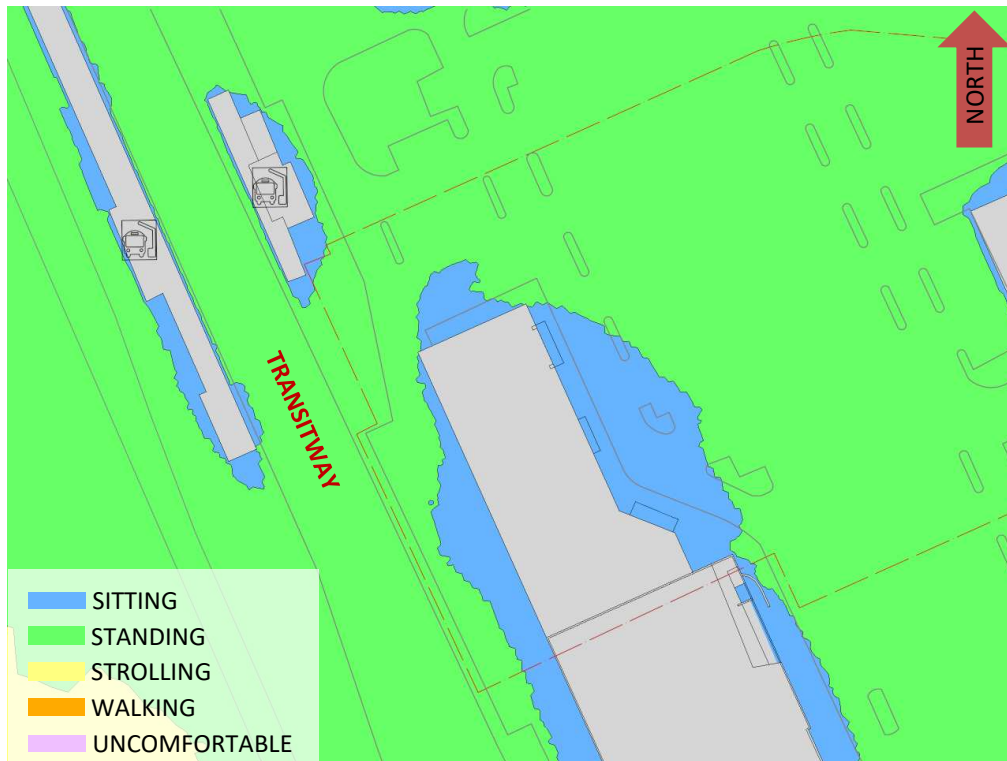 NORTH
TRANSITWAY
SITTING
STANDING
STROLLING
WALKING
UNCOMFORTABLE